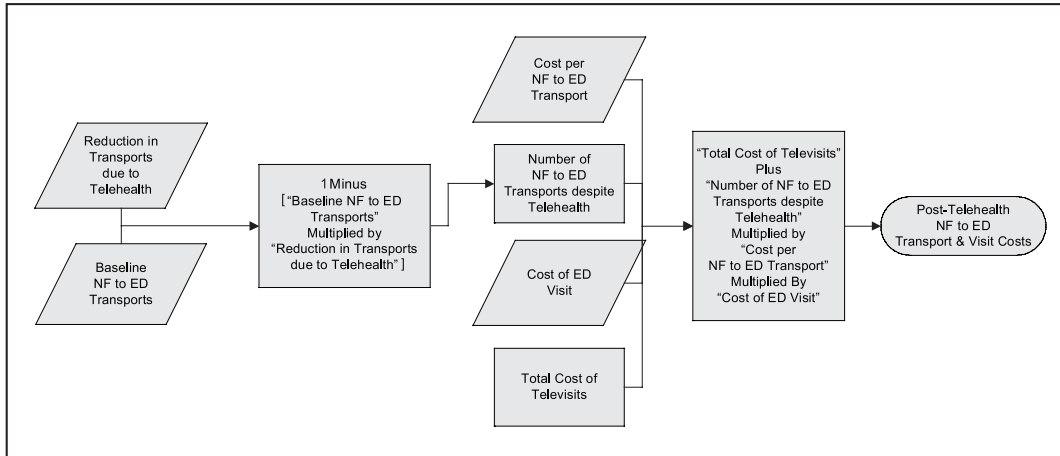 Reduction in
Transports
due to
Telehealth
Baseline
NF to ED
Transports
1 Minus
[ “Baseline NF to ED
Transports”
Multiplied by
“Reduction in Transports
due to Telehealth” ]
Cost per
NF to ED
Transport
Number of
NF to ED
Transports despite
Telehealth
Cost of ED
Visit
Total Cost of
Televisits
“Total Cost of Televisits”
Plus
“Number of NF to ED
Transports despite
Telehealth”
Multiplied by
“Cost per
NF to ED Transport”
Multiplied By
“Cost of ED Visit”
Post-Telehealth
NF to ED
Transport & Visit Costs